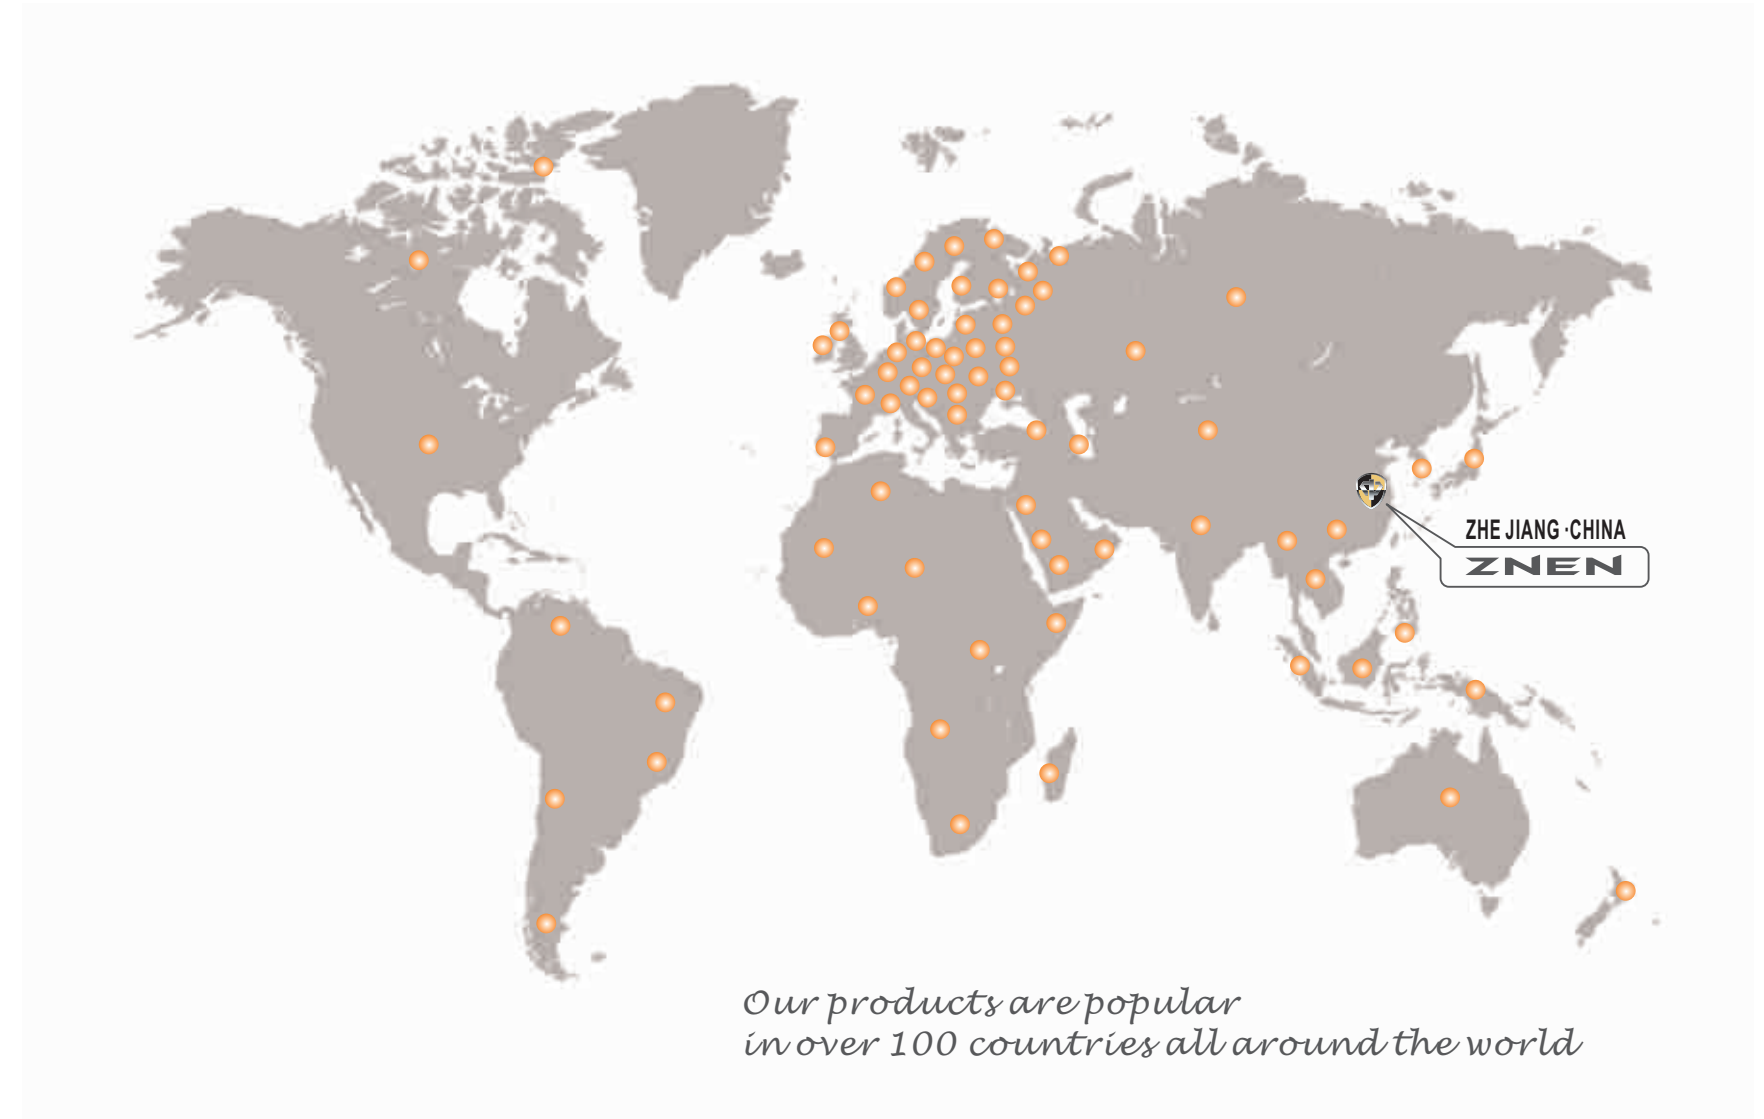 ZHE JIANG ·CHINA
ZNEN
Our products are popular
in over 100 countries all around the world